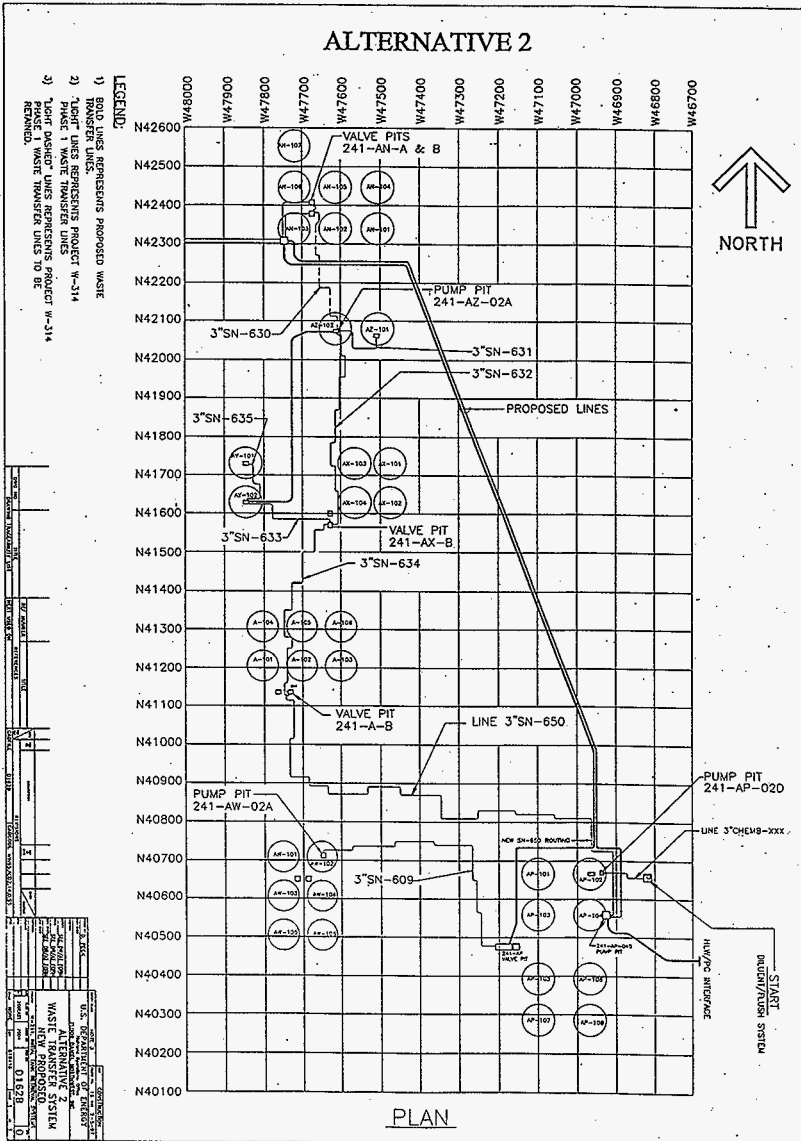 ALTERNATIVE 2
W48000
W47900
W47800
W47700
W47600
W47500
W47400
W47300
W47200
W47100
W47000
W46900
W46800
W46700
N42600
N42500
N42400
N42300
N42200
N42100
N42000
N41900
N41800
N41700
N41600
N41500
N41400
N41300
N41200
N41100
N41000
N40900
N40800
N40700
N40600
N40500
N40400
N40300
N40200
N40100
NORTH
VALVE PITS
241-AN-A & B
AN-107
AN-106
AN-105
AN-104
AN-103
AN-102
AN-101
PUMP PIT
241-AZ-02A
AZ-102
AZ-101
3"SN-630
3"SN-631
3"SN-632
PROPOSED LINES
3"SN-635
AY-101
AY-102
AX-103
AX-101
AX-104
AX-102
3"SN-633
VALVE PIT
241-AX-B
3"SN-634
A-104
A-105
A-106
A-101
A-102
A-103
VALVE PIT
241-A-B
LINE 3"SN-650
PUMP PIT
241-AW-02A
PUMP PIT
241-AP-02D
NEW SN-650 ROUTING
LINE 3"CHEM9-XXX
AW-101
AW-102
AW-103
AW-104
AW-105
3"SN-609
AP-101
AP-102
AP-103
AP-104
241-AP
VALVE PIT
PUMP PIT
AP-107
AP-108
HLW/PC INTERFACE
START
DILUENT/FLUSH SYSTEM
PLAN
LEGEND:
1) BOLD LINES REPRESENTS PROPOSED WASTE
TRANSFER LINES.
2) "LIGHT" LINES REPRESENTS PROJECT W-314
PHASE 1 WASTE TRANSFER LINES
3) "LIGHT DASHED" LINES REPRESENTS PROJECT W-314
PHASE 1 WASTE TRANSFER LINES TO BE
RETAINED.
U.S. DEPARTMENT OF ENERGY
ALTERNATIVE 2
WASTE TRANSFER SYSTEM
NEW PROPOSED
D162B
0